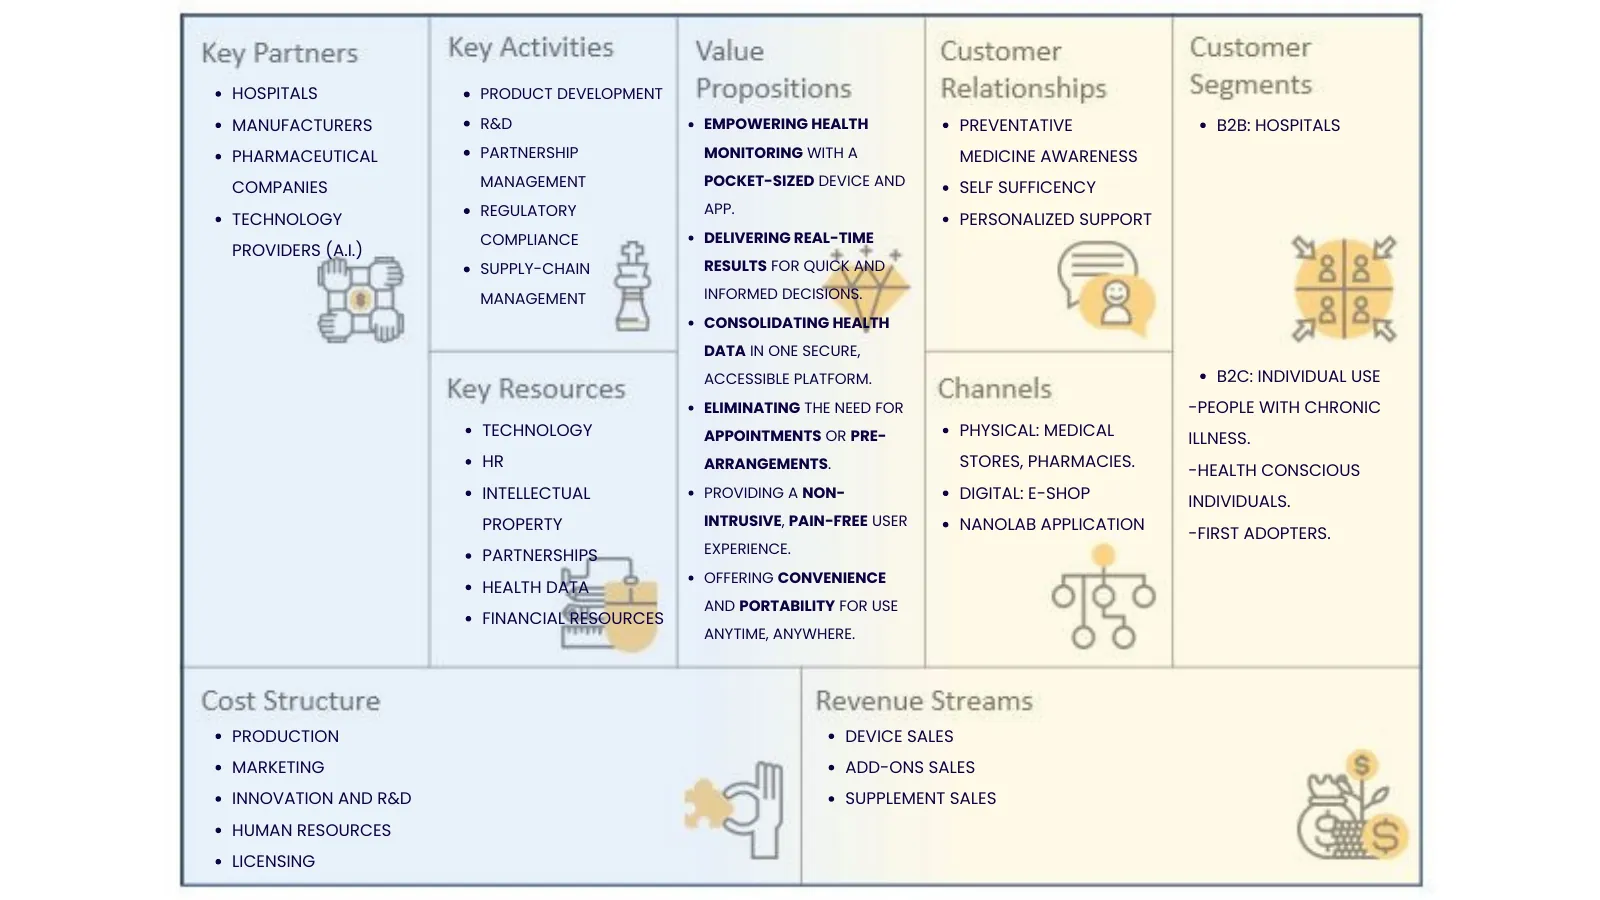 Key Partners
HOSPITALS
MANUFACTURERS
PHARMACEUTICAL
COMPANIES
TECHNOLOGY
PROVIDERS (A.I.)
Key Activities
PRODUCT DEVELOPMENT
R&D
PARTNERSHIP
MANAGEMENT
REGULATORY
COMPLIANCE
SUPPLY-CHAIN
MANAGEMENT
Key Resources
TECHNOLOGY
HR
INTELLECTUAL
PROPERTY
PARTNERSHIPS
HEALTH DATA
FINANCIAL RESOURCES
Value
Propositions
EMPOWERING HEALTH
MONITORING WITH A
POCKET-SIZED DEVICE AND
APP.
DELIVERING REAL-TIME
RESULTS FOR QUICK AND
INFORMED DECISIONS.
CONSOLIDATING HEALTH
DATA IN ONE SECURE,
ACCESSIBLE PLATFORM.
ELIMINATING THE NEED FOR
APPOINTMENTS OR PRE-
ARRANGEMENTS.
PROVIDING A NON-
INTRUSIVE, PAIN-FREE USER
EXPERIENCE.
OFFERING CONVENIENCE
AND PORTABILITY FOR USE
ANYTIME, ANYWHERE.
Customer
Relationships
PREVENTATIVE
MEDICINE AWARENESS
SELF SUFFICENCY
PERSONALIZED SUPPORT
Channels
PHYSICAL: MEDICAL
STORES, PHARMACIES.
DIGITAL: E-SHOP
NANOLAB APPLICATION
Customer
Segments
B2B: HOSPITALS
B2C: INDIVIDUAL USE
-PEOPLE WITH CHRONIC
ILLNESS.
-HEALTH CONSCIOUS
INDIVIDUALS.
-FIRST ADOPTERS.
Cost Structure
PRODUCTION
MARKETING
INNOVATION AND R&D
HUMAN RESOURCES
LICENSING
Revenue Streams
DEVICE SALES
ADD-ONS SALES
SUPPLEMENT SALES